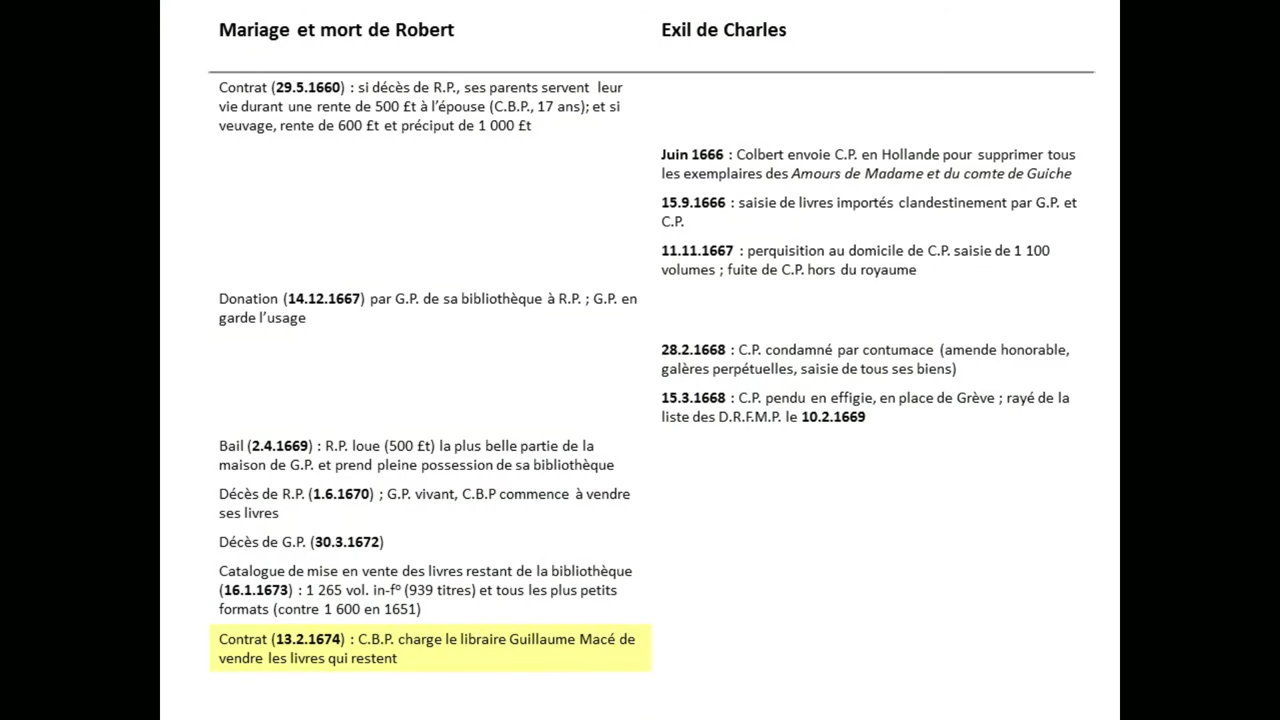 Mariage et mort de Robert
Exil de Charles
Contrat (29.5.1660) : si décès de R.P., ses parents servent leur
vie durant une rente de 500 £t à l’épouse (C.B.P., 17 ans); et si
veuvage, rente de 600 £t et préciput de 1 000 £t
Juin 1666 : Colbert envoie C.P. en Hollande pour supprimer tous
les exemplaires des Amours de Madame et du comte de Guiche
15.9.1666 : saisie de livres importés clandestinement par G.P. et
C.P.
11.11.1667 : perquisition au domicile de C.P. saisie de 1 100
volumes ; fuite de C.P. hors du royaume
Donation (14.12.1667) par G.P. de sa bibliothèque à R.P. ; G.P. en
garde l’usage
28.2.1668 : C.P. condamné par contumace (amende honorable,
galères perpétuelles, saisie de tous ses biens)
15.3.1668 : C.P. pendu en effigie, en place de Grève ; rayé de la
liste des D.R.F.M.P. le 10.2.1669
Bail (2.4.1669) : R.P. loue (500 £t) la plus belle partie de la
maison de G.P. et prend pleine possession de sa bibliothèque
Décès de R.P. (1.6.1670) ; G.P. vivant, C.B.P commence à vendre
ses livres
Décès de G.P. (30.3.1672)
Catalogue de mise en vente des livres restant de la bibliothèque
(16.1.1673) : 1 265 vol. in-fº (939 titres) et tous les plus petits
formats (contre 1 600 en 1651)
Contrat (13.2.1674) : C.B.P. charge le libraire Guillaume Macé de
vendre les livres qui restent